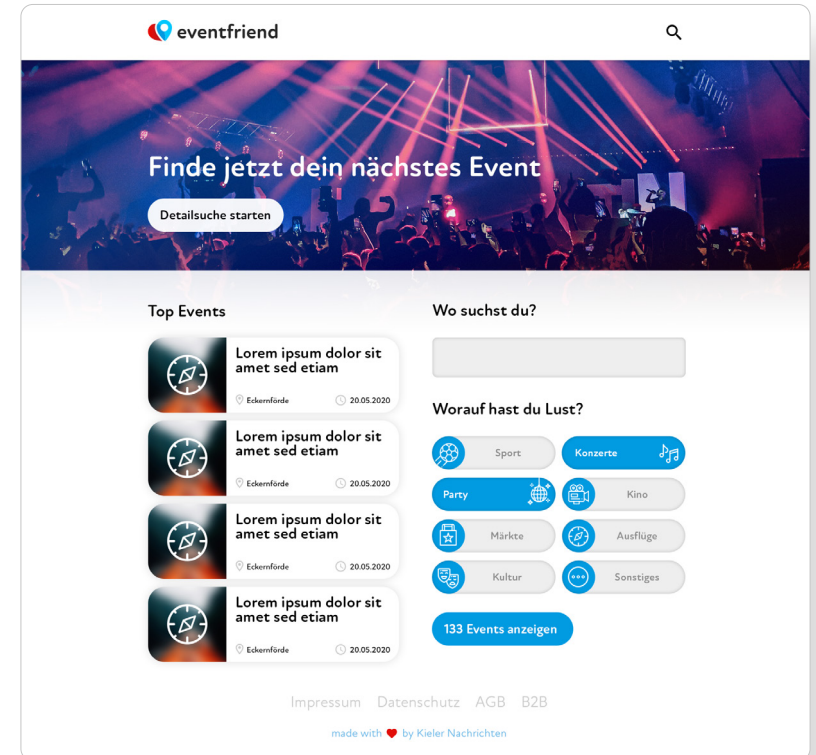 eventfriend
Finde jetzt dein nächstes Event
Detailsuche starten
Top Events
Lorem ipsum dolor sit
amet sed etiam
Eckernförde 20.05.2020
Lorem ipsum dolor sit
amet sed etiam
Eckernförde 20.05.2020
Lorem ipsum dolor sit
amet sed etiam
Eckernförde 20.05.2020
Lorem ipsum dolor sit
amet sed etiam
Eckernförde 20.05.2020
Wo suchst du?
Worauf hast du Lust?
Sport Konzerte
Party Kino
Märkte Ausflüge
Kultur Sonstiges
133 Events anzeigen
Impressum Datenschutz AGB B2B
made with by Kieler Nachrichten